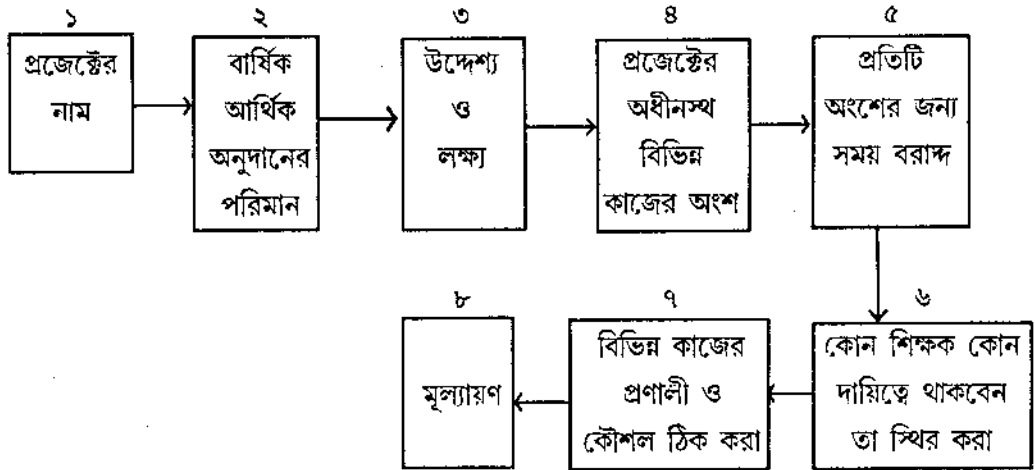 ১
প্রজেক্টের
নাম
২
বার্ষিক
আর্থিক
অনুদানের
পরিমান
৩
উদ্দেশ্য
ও
লক্ষ্য
৪
প্রজেক্টের
অধীনস্থ
বিভিন্ন
কাজের অংশ
৫
প্রতিটি
অংশের জন্য
সময় বরাদ্দ
৬
কোন শিক্ষক কোন
দায়িত্বে থাকবেন
তা স্থির করা
৭
বিভিন্ন কাজের
প্রণালী ও
কৌশল ঠিক করা
৮
মূল্যায়ণ